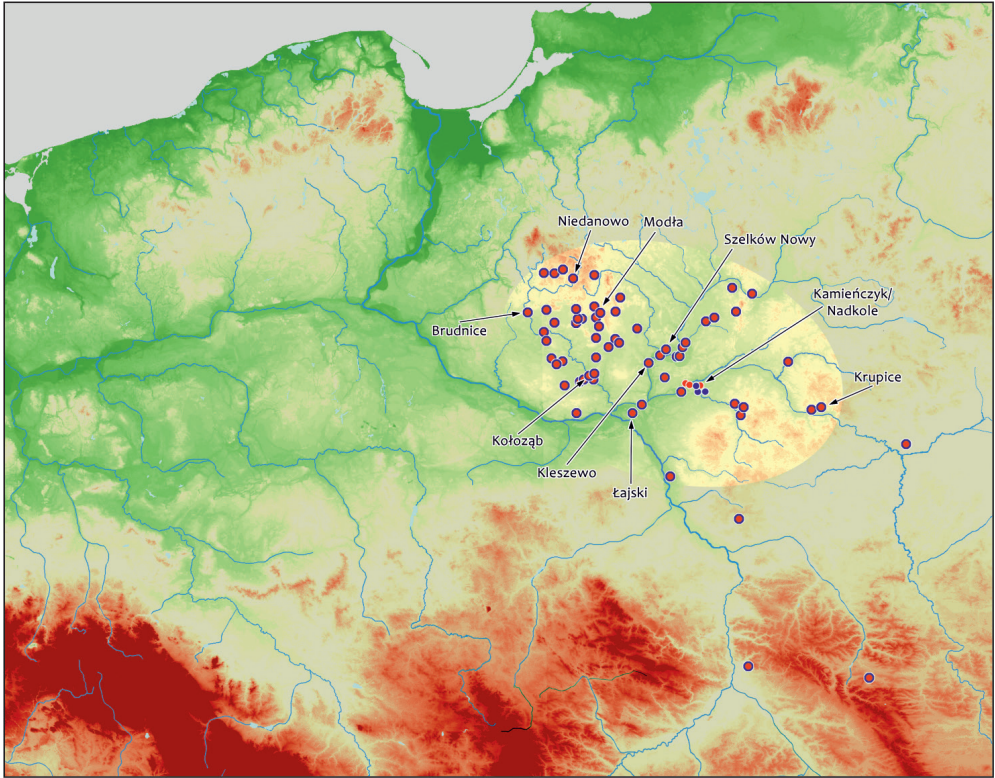 Niedanowo
Modła
Szelków Nowy
Kamieńczyk/
Nadkole
Brudnice
Krupice
Kołoząb
Kleszewo
Łajski